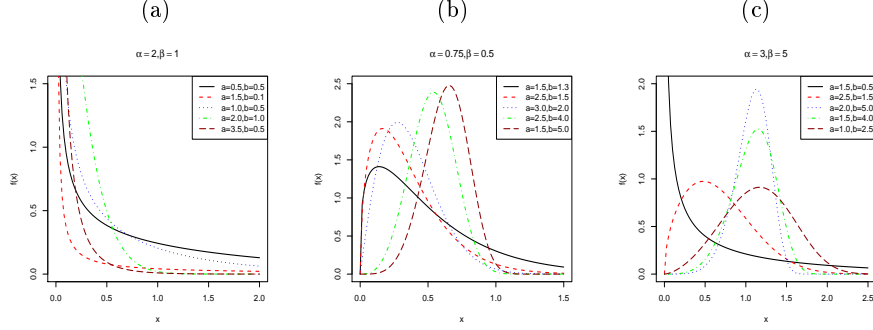 (a)
α = 2,β = 1
f(x)
1.5
1.0
0.5
0.0
a=0.5,b=0.5
a=1.5,b=0.1
a=1.0,b=0.5
a=2.0,b=1.0
a=3.5,b=0.5
0.0 0.5 1.0 1.5 2.0
x
(b)
α = 0.75,β = 0.5
f(x)
2.5
2.0
1.5
1.0
0.5
0.0
a=1.5,b=1.3
a=2.5,b=1.5
a=3.0,b=2.0
a=2.5,b=4.0
a=1.5,b=5.0
0.0 0.5 1.0 1.5
x
(c)
α = 3,β = 5
f(x)
2.0
1.5
1.0
0.5
0.0
a=1.5,b=0.5
a=2.5,b=1.5
a=2.0,b=5.0
a=1.5,b=4.0
a=1.0,b=2.5
0.0 0.5 1.0 1.5 2.0 2.5
x